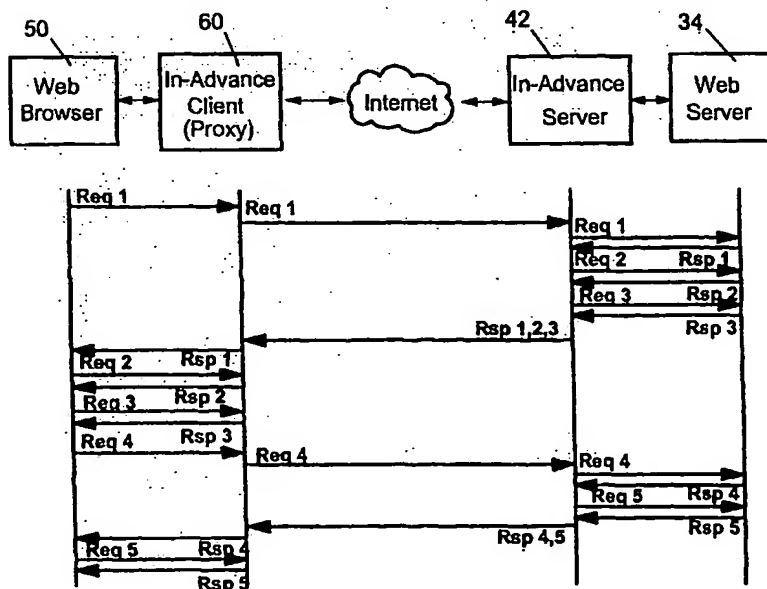 50
60
42
34
Web
Browser
In-Advance
Client
(Proxy)
Internet
In-Advance
Server
Web
Server
Req 1
Req 1
Req 1
Rsp 1
Req 2
Rsp 2
Req 3
Rsp 3
Rsp 1,2,3
Rsp 1
Req 2
Rsp 2
Req 3
Rsp 3
Req 4
Req 4
Req 4
Rsp 4
Req 5
Rsp 5
Rsp 4,5
Rsp 4
Req 5
Rsp 5